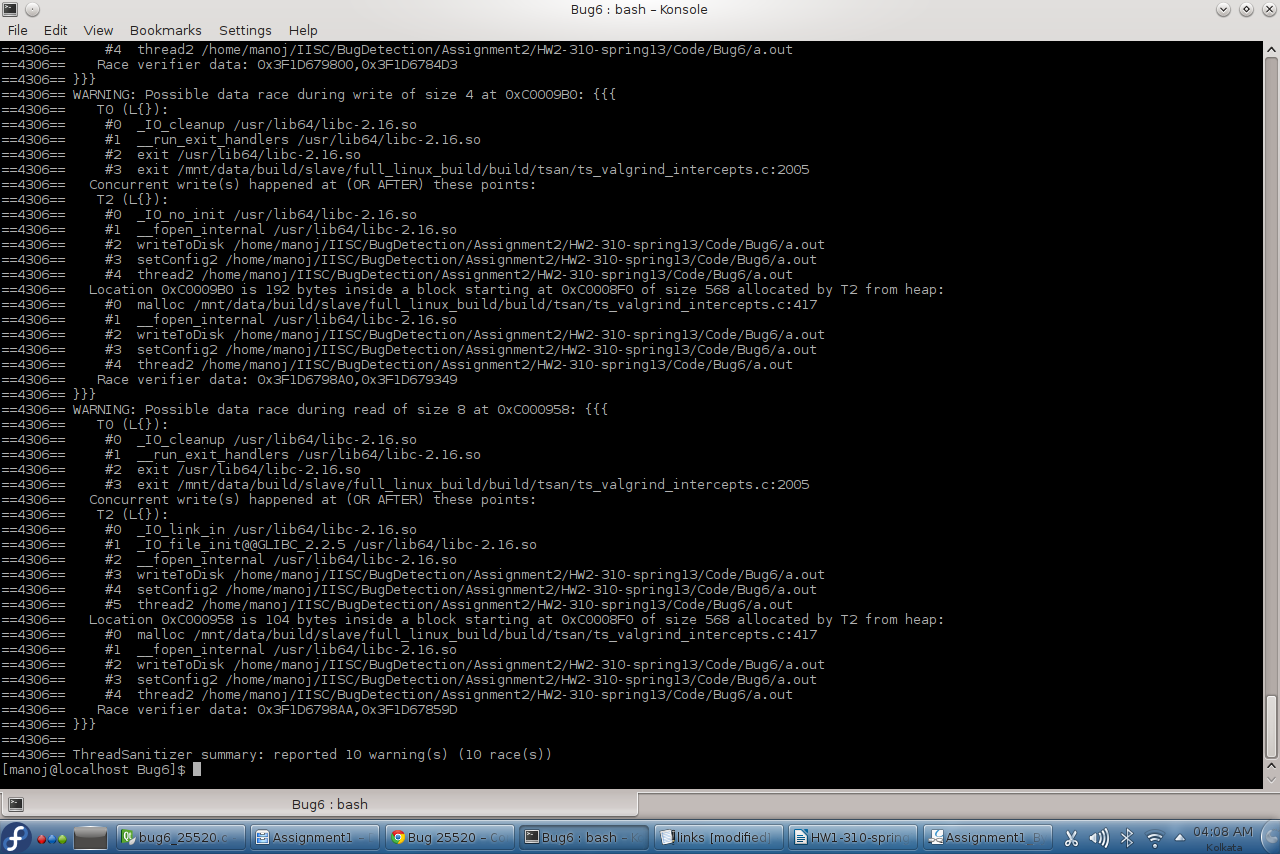 Bug6 : bash – Konsole
File Edit View Bookmarks Settings Help
==4306==     #4  thread2 /home/manoj/IISC/BugDetection/Assignment2/HW2-310-spring13/Code/Bug6/a.out
==4306==    Race verifier data: 0x3F1D679800,0x3F1D6784D3
==4306== }}}
==4306== WARNING: Possible data race during write of size 4 at 0xC0009B0: {{{
==4306==    T0 (L{}):
==4306==     #0  _IO_cleanup /usr/lib64/libc-2.16.so
==4306==     #1  __run_exit_handlers /usr/lib64/libc-2.16.so
==4306==     #2  exit /usr/lib64/libc-2.16.so
==4306==     #3  exit /mnt/data/build/slave/full_linux_build/build/tsan/ts_valgrind_intercepts.c:2005
==4306==   Concurrent write(s) happened at (OR AFTER) these points:
==4306==    T2 (L{}):
==4306==     #0  _IO_no_init /usr/lib64/libc-2.16.so
==4306==     #1  __fopen_internal /usr/lib64/libc-2.16.so
==4306==     #2  writeToDisk /home/manoj/IISC/BugDetection/Assignment2/HW2-310-spring13/Code/Bug6/a.out
==4306==     #3  setConfig2 /home/manoj/IISC/BugDetection/Assignment2/HW2-310-spring13/Code/Bug6/a.out
==4306==     #4  thread2 /home/manoj/IISC/BugDetection/Assignment2/HW2-310-spring13/Code/Bug6/a.out
==4306==   Location 0xC0009B0 is 192 bytes inside a block starting at 0xC0008F0 of size 568 allocated by T2 from heap:
==4306==     #0  malloc /mnt/data/build/slave/full_linux_build/build/tsan/ts_valgrind_intercepts.c:417
==4306==     #1  __fopen_internal /usr/lib64/libc-2.16.so
==4306==     #2  writeToDisk /home/manoj/IISC/BugDetection/Assignment2/HW2-310-spring13/Code/Bug6/a.out
==4306==     #3  setConfig2 /home/manoj/IISC/BugDetection/Assignment2/HW2-310-spring13/Code/Bug6/a.out
==4306==     #4  thread2 /home/manoj/IISC/BugDetection/Assignment2/HW2-310-spring13/Code/Bug6/a.out
==4306==    Race verifier data: 0x3F1D6798A0,0x3F1D679349
==4306== }}}
==4306== WARNING: Possible data race during read of size 8 at 0xC000958: {{{
==4306==    T0 (L{}):
==4306==     #0  _IO_cleanup /usr/lib64/libc-2.16.so
==4306==     #1  __run_exit_handlers /usr/lib64/libc-2.16.so
==4306==     #2  exit /usr/lib64/libc-2.16.so
==4306==     #3  exit /mnt/data/build/slave/full_linux_build/build/tsan/ts_valgrind_intercepts.c:2005
==4306==   Concurrent write(s) happened at (OR AFTER) these points:
==4306==    T2 (L{}):
==4306==     #0  _IO_link_in /usr/lib64/libc-2.16.so
==4306==     #1  _IO_file_init@@GLIBC_2.2.5 /usr/lib64/libc-2.16.so
==4306==     #2  __fopen_internal /usr/lib64/libc-2.16.so
==4306==     #3  writeToDisk /home/manoj/IISC/BugDetection/Assignment2/HW2-310-spring13/Code/Bug6/a.out
==4306==     #4  setConfig2 /home/manoj/IISC/BugDetection/Assignment2/HW2-310-spring13/Code/Bug6/a.out
==4306==     #5  thread2 /home/manoj/IISC/BugDetection/Assignment2/HW2-310-spring13/Code/Bug6/a.out
==4306==   Location 0xC000958 is 104 bytes inside a block starting at 0xC0008F0 of size 568 allocated by T2 from heap:
==4306==     #0  malloc /mnt/data/build/slave/full_linux_build/build/tsan/ts_valgrind_intercepts.c:417
==4306==     #1  __fopen_internal /usr/lib64/libc-2.16.so
==4306==     #2  writeToDisk /home/manoj/IISC/BugDetection/Assignment2/HW2-310-spring13/Code/Bug6/a.out
==4306==     #3  setConfig2 /home/manoj/IISC/BugDetection/Assignment2/HW2-310-spring13/Code/Bug6/a.out
==4306==     #4  thread2 /home/manoj/IISC/BugDetection/Assignment2/HW2-310-spring13/Code/Bug6/a.out
==4306==    Race verifier data: 0x3F1D6798AA,0x3F1D67859D
==4306== }}}
==4306==
==4306== ThreadSanitizer summary: reported 10 warning(s) (10 race(s))
[manoj@localhost Bug6]$
Bug6 : bash
bug6_25520.c Assignment1 – Bug 25520 – Co Bug6 : bash – K links [modified] HW1-310-spring Assignment1_B 04:08 AM
Kolkata